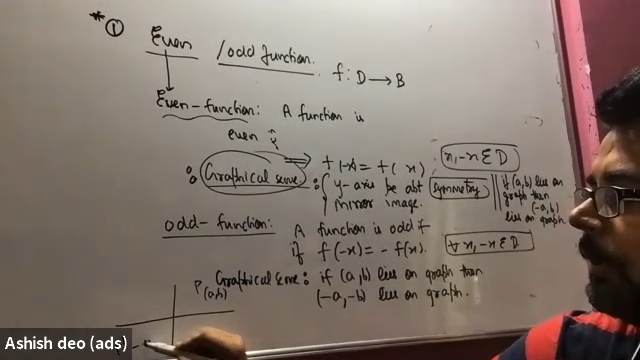 * ① Even / odd function.
f: D → B
Even-function: A function is
even if
f(-x) = f(x) x, -x ∈ D
Graphical sense : y-axis be abt symmetry
mirror image.
if (a,b) lies on
graph then
(-a,b)
lies on graph.
odd-function: A function is odd if
if f(-x) = - f(x). ∀ x, -x ∈ D
Graphical sense : if (a,b) lies on graph then
(-a,-b) lies on graph.
P(a,b)
Ashish deo (ads)